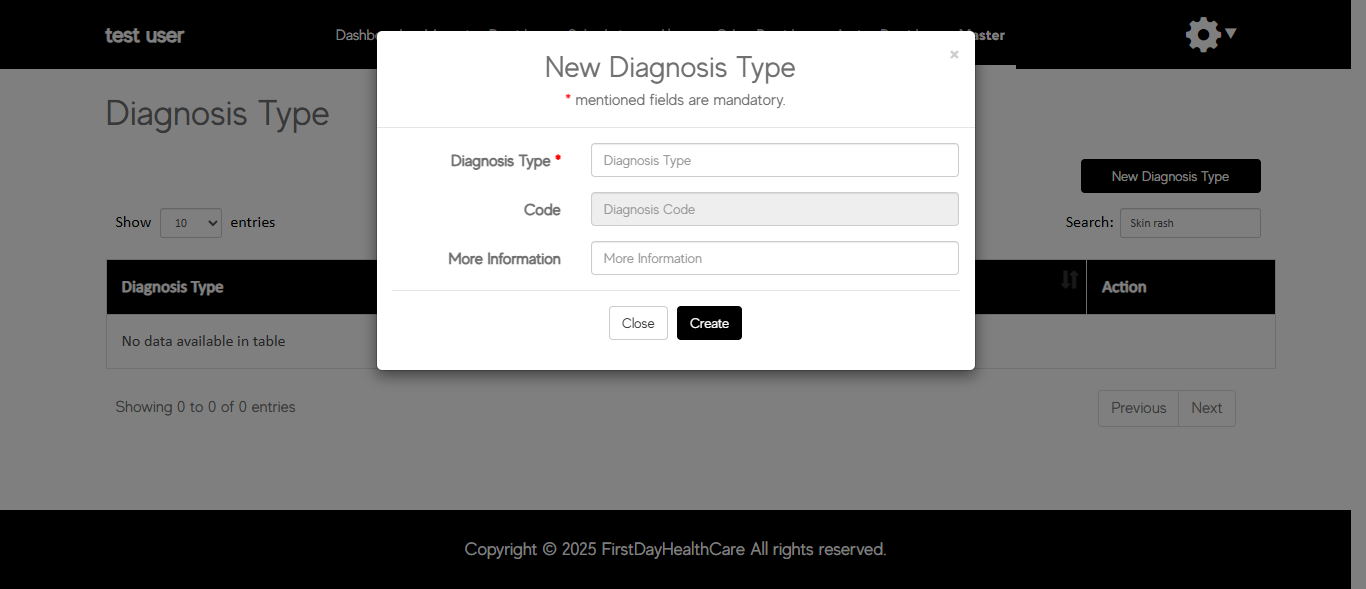 test user
Master
New Diagnosis Type
×
* mentioned fields are mandatory.
Diagnosis Type
Diagnosis Type * Diagnosis Type
New Diagnosis Type
Code Diagnosis Code
Show 10 entries
Search: Skin rash
More Information More Information
Diagnosis Type Action
Close Create
No data available in table
Showing 0 to 0 of 0 entries
Previous Next
Copyright © 2025 FirstDayHealthCare All rights reserved.